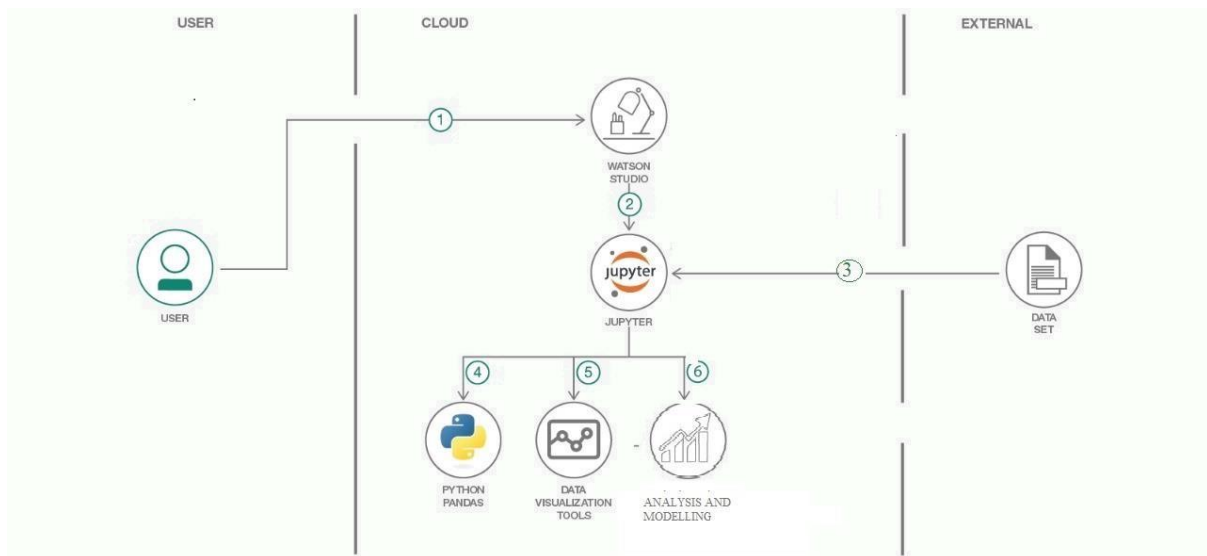 USER
CLOUD
EXTERNAL
1
WATSON
STUDIO
2
jupyter
JUPYTER
3
USER
DATA
SET
4
5
6
PYTHON
PANDAS
DATA
VISUALIZATION
TOOLS
ANALYSIS AND
MODELLING